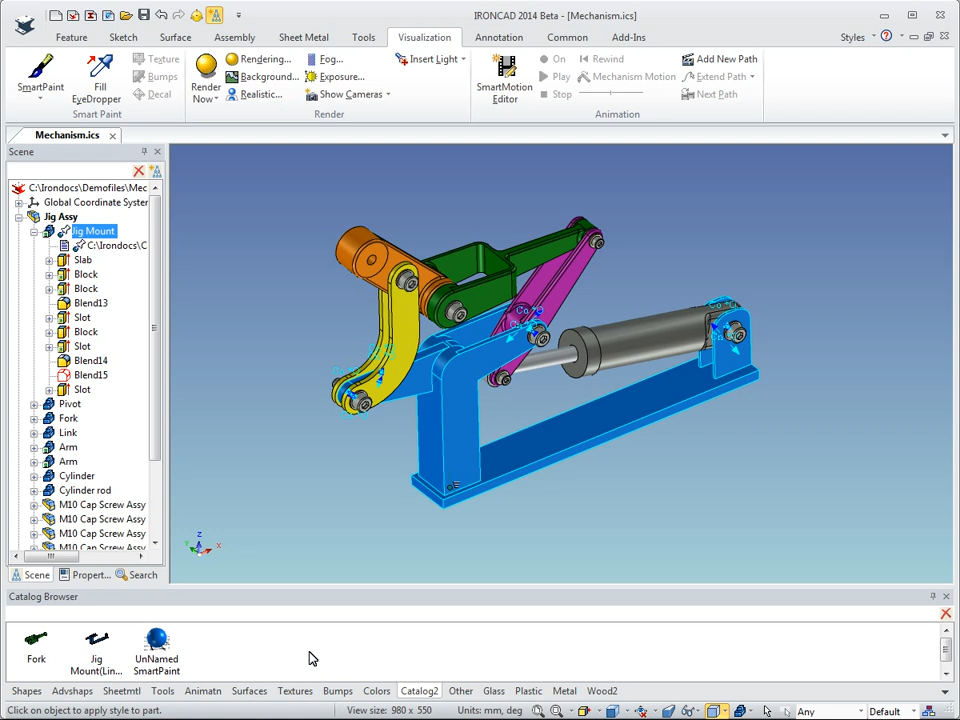 IRONCAD 2014 Beta - [Mechanism.ics]
Feature Sketch Surface Assembly Sheet Metal Tools Visualization Annotation Common Add-Ins Styles
SmartPaint
Fill EyeDropper
Texture
Bumps
Decal
Smart Paint
Render Now
Rendering...
Background...
Realistic...
Fog...
Exposure...
Show Cameras
Insert Light
Render
SmartMotion Editor
On
Play
Stop
Rewind
Mechanism Motion
Add New Path
Extend Path
Next Path
Animation
Mechanism.ics
Scene
C:\Irondocs\Demofiles\Mec
Global Coordinate System
Jig Assy
Jig Mount
C:\Irondocs\C
Slab
Block
Block
Blend13
Slot
Block
Slot
Blend14
Blend15
Slot
Pivot
Fork
Link
Arm
Arm
Cylinder
Cylinder rod
M10 Cap Screw Assy
M10 Cap Screw Assy
M10 Cap Screw Assy
M10 Cap Screw Assy
Z
X
Scene Propert... Search
Catalog Browser
Fork
Jig Mount(Lin...
UnNamed SmartPaint
Shapes Advshaps Sheetmtl Tools Animatn Surfaces Textures Bumps Colors Catalog2 Other Glass Plastic Metal Wood2
Click on object to apply style to part. View size: 980 x 550 Units: mm, deg Any Default